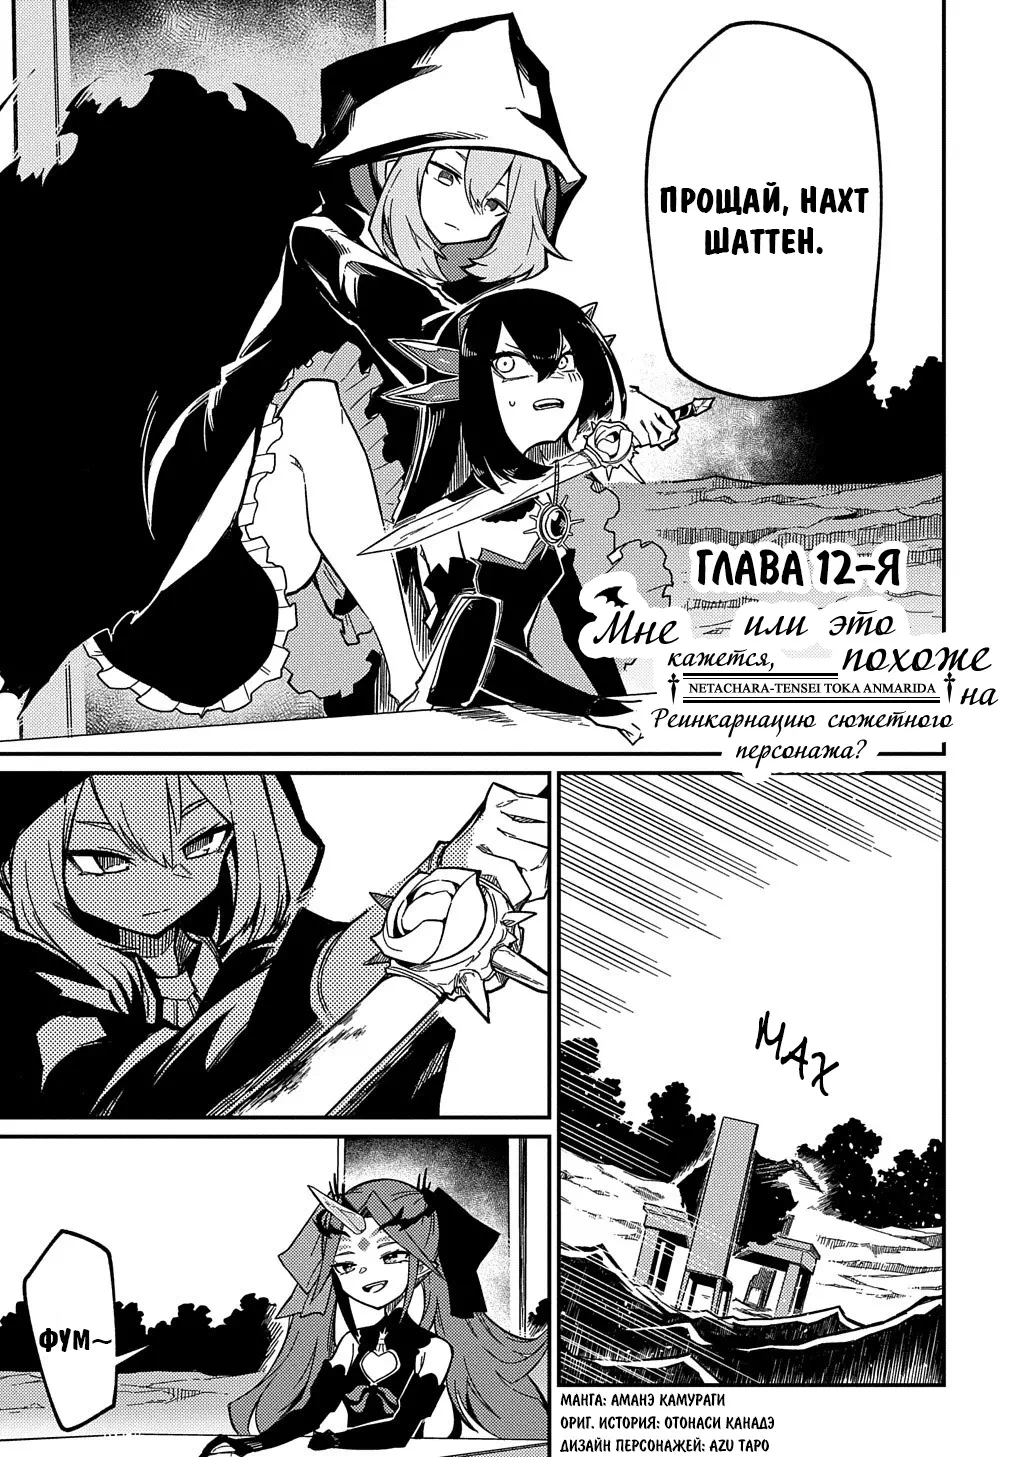 ПРОЩАЙ, НАХТ
ШАТТЕН.
ГЛАВА 12-Я
Мне или это
кажется, похоже
NETACHARA-TENSEI TOKA ANMARIDA
на
Реинкарнацию сюжетного
персонажа?
МАХ
ФУМ~
МАНГА: АМАНЭ КАМУРАГИ
ОРИГ. ИСТОРИЯ: ОТОНАСИ КАНАДЭ
ДИЗАЙН ПЕРСОНАЖЕЙ: AZU ТАРО